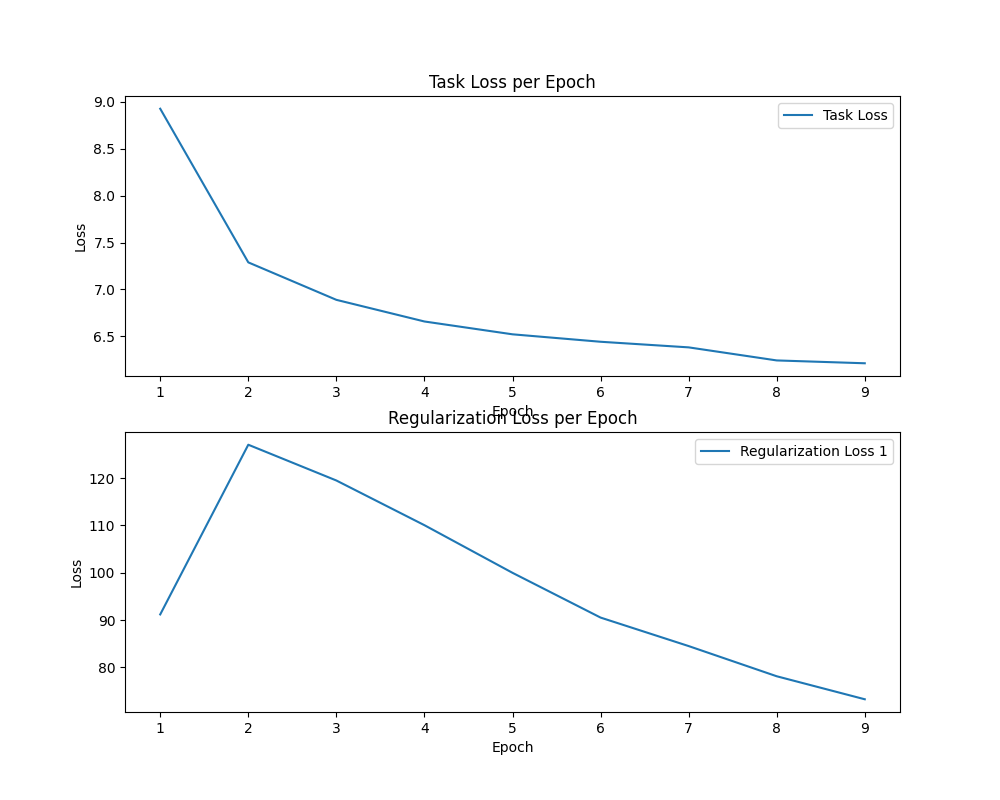 Task Loss per Epoch
Task Loss
9.0
8.5
8.0
7.5
7.0
6.5
Loss
1 2 3 4 5 6 7 8 9
Epoch
Regularization Loss per Epoch
Regularization Loss 1
120
110
100
90
80
Loss
1 2 3 4 5 6 7 8 9
Epoch